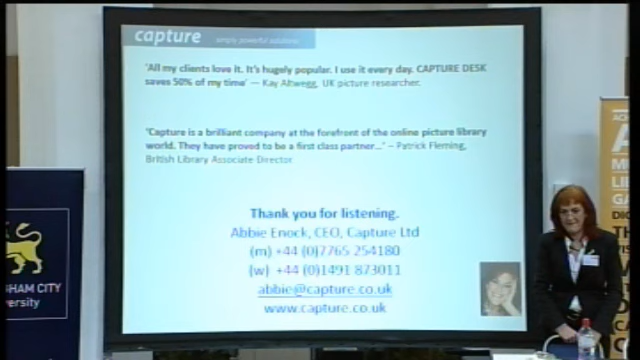 capture simply powerful solutions
'All my clients love it. It's hugely popular. I use it every day. CAPTURE DESK
saves 50% of my time' — Kay Altwegg, UK picture researcher.
'Capture is a brilliant company at the forefront of the online picture library
world. They have proved to be a first class partner...' – Patrick Fleming,
British Library Associate Director
Thank you for listening.
Abbie Enock, CEO, Capture Ltd
(m) +44 (0)7765 254180
(w) +44 (0)1491 873011
abbie@capture.co.uk
www.capture.co.uk
GHAM CITY
versity